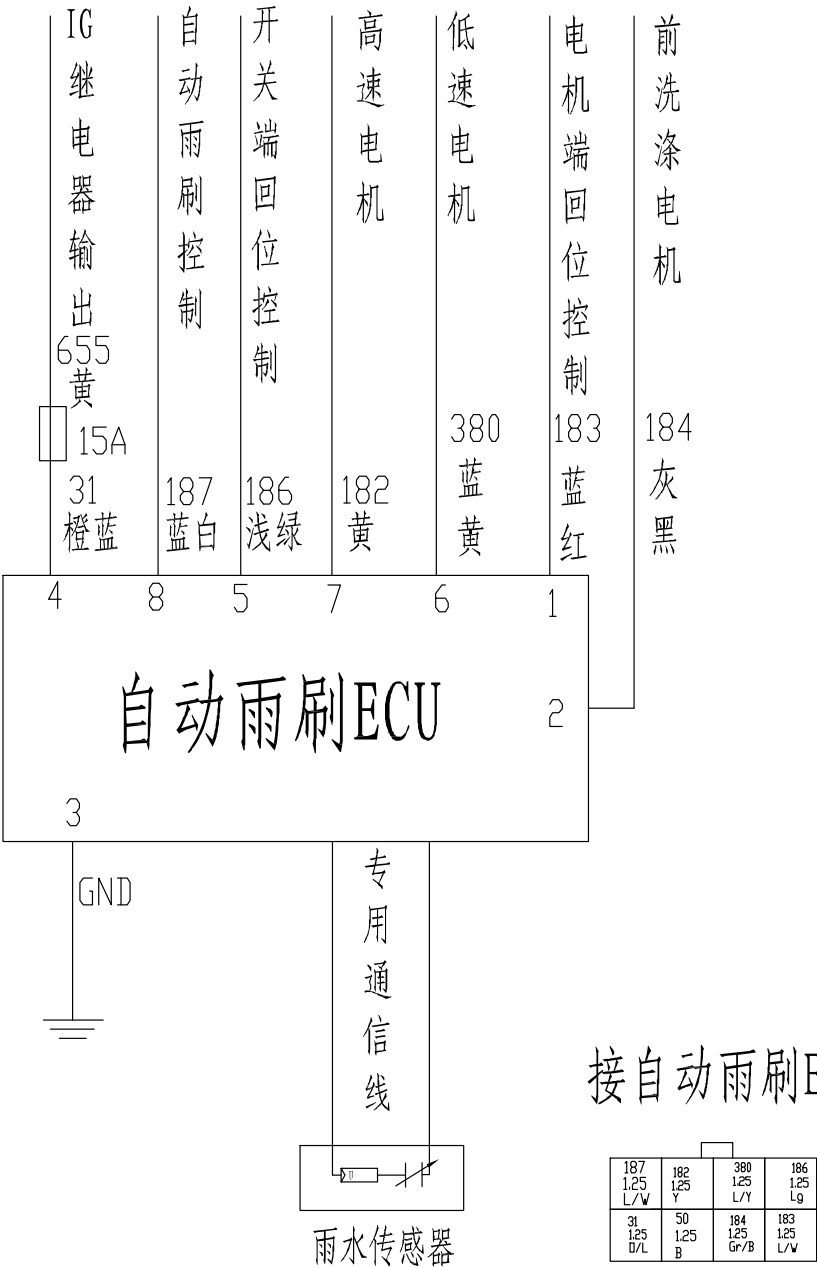 IG继电器输出
自动雨刷控制
开关端回位控制
高速电机
低速电机
电机端回位控制
前洗涤电机
655
黄
15A
31
橙蓝
187
蓝白
186
浅绿
182
黄
380
蓝黄
183
蓝红
184
灰黑
4
8
5
7
6
1
2
自动雨刷ECU
3
GND
专用通信线
雨水传感器
接自动雨刷E
187
1.25
L/W
182
1.25
Y
380
1.25
L/Y
186
1.25
Lg
31
1.25
O/L
50
1.25
B
184
1.25
Gr/B
183
1.25
L/W